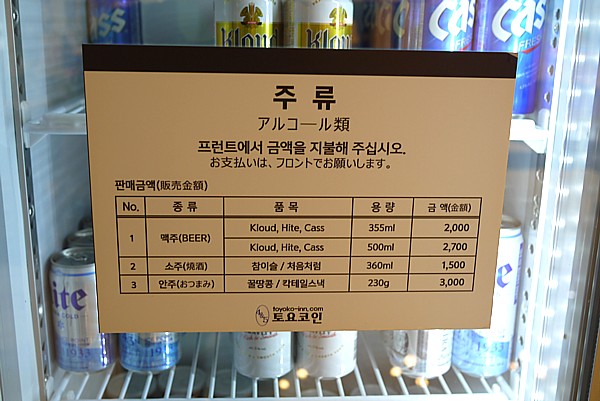 Cass
Kloud
Kloud
Cass
FRESH
Cass
주 류
アルコール類
프런트에서 금액을 지불해 주십시오.
お支払いは、フロントでお願いします。
판매금액(販売金額)
No. 종 류 품 목 용 량 금 액(金額)
1 맥주(BEER) Kloud, Hite, Cass 355ml 2,000
Kloud, Hite, Cass 500ml 2,700
2 소주(焼酒) 참이슬 / 처음처럼 360ml 1,500
3 안주(おつまみ) 꿀땅콩 / 칵테일스낵 230g 3,000
toyoko-inn.com
토요코인
ite
1933